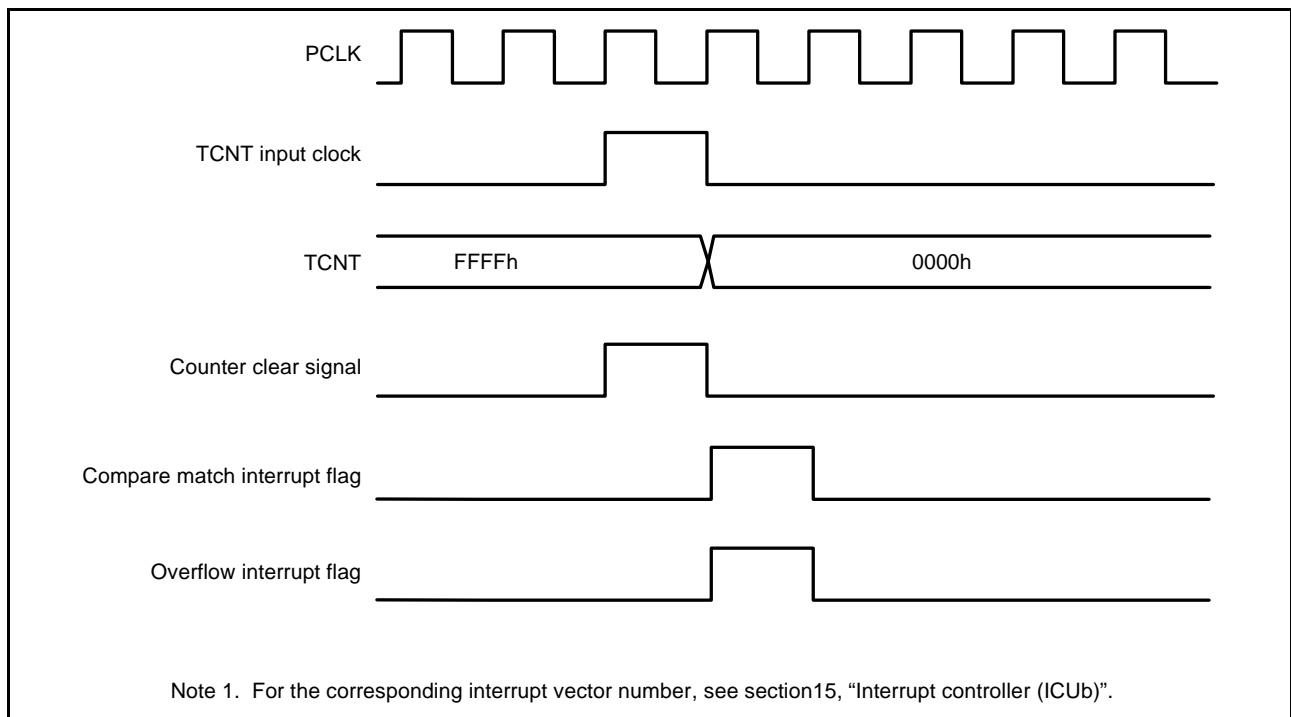 PCLK
TCNT input clock
TCNT
FFFFh
0000h
Counter clear signal
Compare match interrupt flag
Overflow interrupt flag
Note 1. For the corresponding interrupt vector number, see section15, “Interrupt controller (ICUb)”.